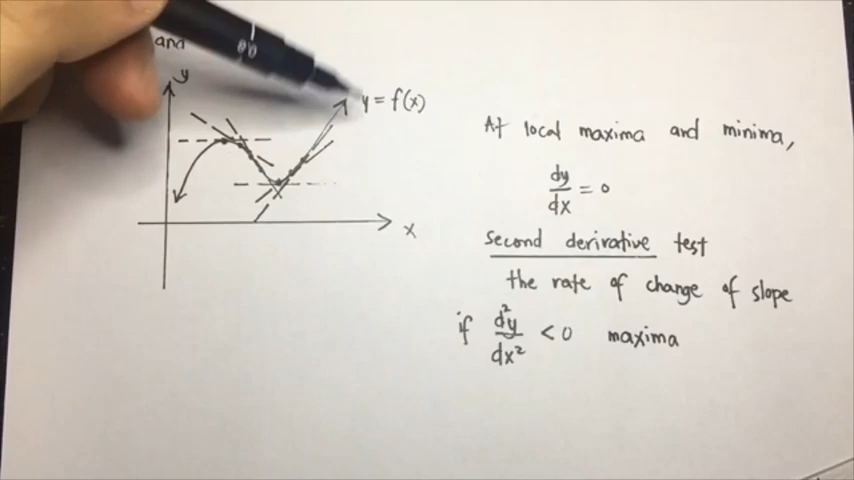 and
y
y = f(x)
x
At local maxima and minima,
dy/dx = 0
Second derivative test
the rate of change of slope
if d²y/dx² < 0 maxima